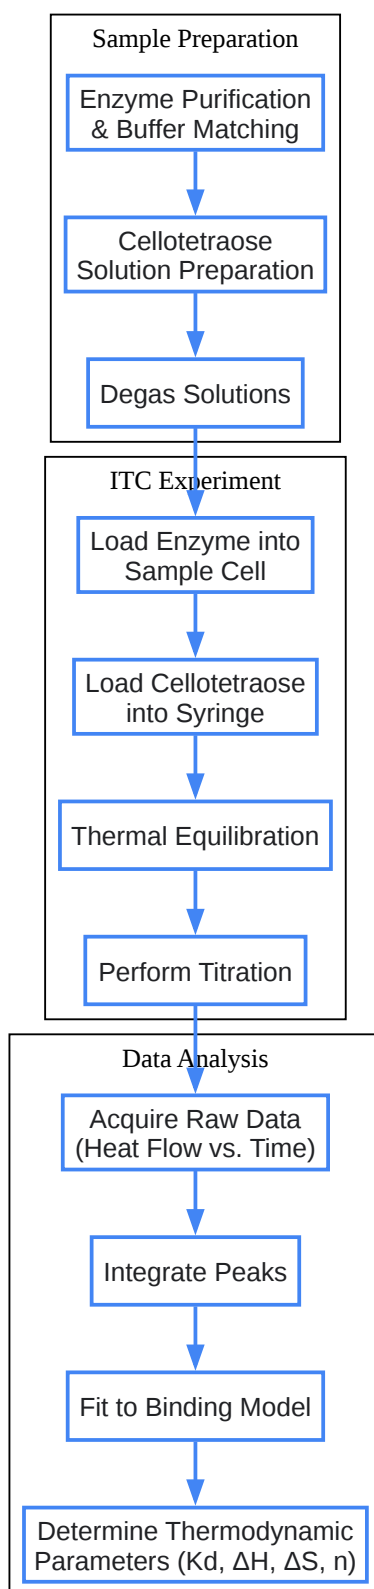 Sample Preparation
Enzyme Purification
& Buffer Matching
Cellotetraose
Solution Preparation
Degas Solutions
ITC Experiment
Load Enzyme into
Sample Cell
Load Cellotetraose
into Syringe
Thermal Equilibration
Perform Titration
Data Analysis
Acquire Raw Data
(Heat Flow vs. Time)
Integrate Peaks
Fit to Binding Model
Determine Thermodynamic
Parameters (Kd, ΔH, ΔS, n)